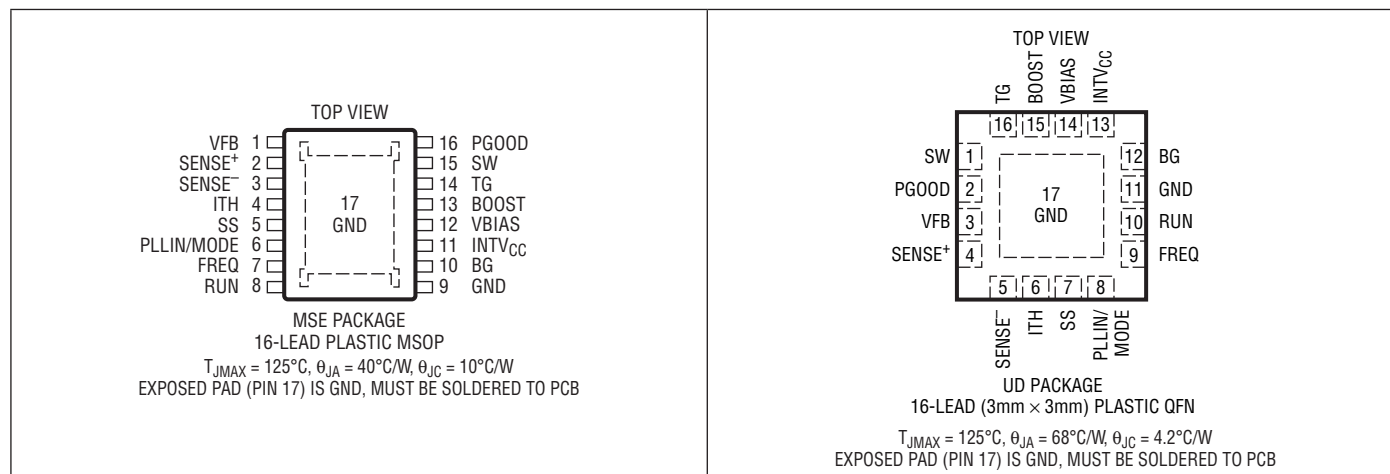 TOP VIEW
VFB 1
SENSE+ 2
SENSE– 3
ITH 4
SS 5
PLLIN/MODE 6
FREQ 7
RUN 8
17
GND
16 PGOOD
15 SW
14 TG
13 BOOST
12 VBIAS
11 INTVCC
10 BG
9 GND
MSE PACKAGE
16-LEAD PLASTIC MSOP
TJMAX = 125°C, θJA = 40°C/W, θJC = 10°C/W
EXPOSED PAD (PIN 17) IS GND, MUST BE SOLDERED TO PCB
TOP VIEW
TG
BOOST
VBIAS
INTVCC
16 15 14 13
SW 1
PGOOD 2
VFB 3
SENSE+ 4
17
GND
12 BG
11 GND
10 RUN
9 FREQ
5 6 7 8
SENSE–
ITH
SS
PLLIN/
MODE
UD PACKAGE
16-LEAD (3mm × 3mm) PLASTIC QFN
TJMAX = 125°C, θJA = 68°C/W, θJC = 4.2°C/W
EXPOSED PAD (PIN 17) IS GND, MUST BE SOLDERED TO PCB